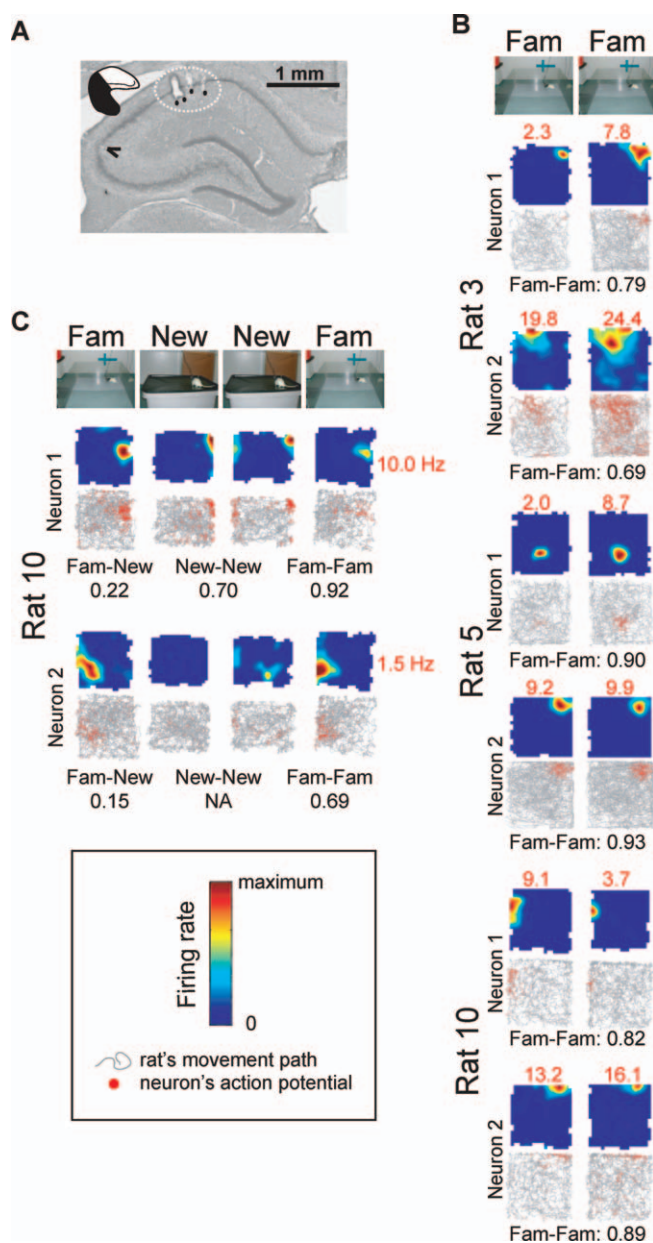 A
1 mm
B
Fam Fam
2.3 7.8
Neuron 1
Fam-Fam: 0.79
Rat 3
19.8 24.4
Neuron 2
Fam-Fam: 0.69
2.0 8.7
Neuron 1
Fam-Fam: 0.90
Rat 5
9.2 9.9
Neuron 2
Fam-Fam: 0.93
9.1 3.7
Neuron 1
Fam-Fam: 0.82
Rat 10
13.2 16.1
Neuron 2
Fam-Fam: 0.89
C
Fam New New Fam
Neuron 1
10.0 Hz
Fam-New New-New Fam-Fam
0.22 0.70 0.92
Rat 10
Neuron 2
1.5 Hz
Fam-New New-New Fam-Fam
0.15 NA 0.69
maximum
Firing rate
0
rat's movement path
neuron's action potential